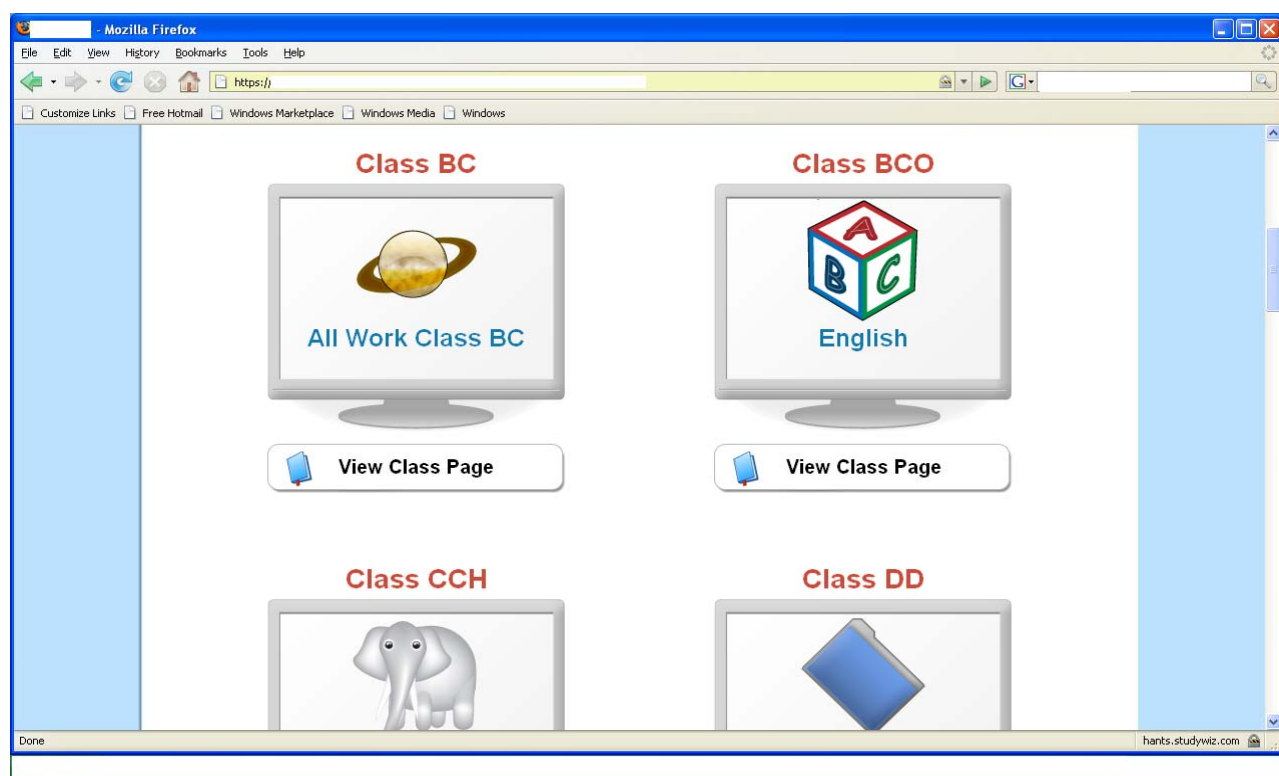 - Mozilla Firefox
File Edit View History Bookmarks Tools Help
https:/
G
Customize Links Free Hotmail Windows Marketplace Windows Media Windows
Class BC Class BCO
A
B C
All Work Class BC English
View Class Page View Class Page
Class CCH Class DD
Done hants.studywiz.com